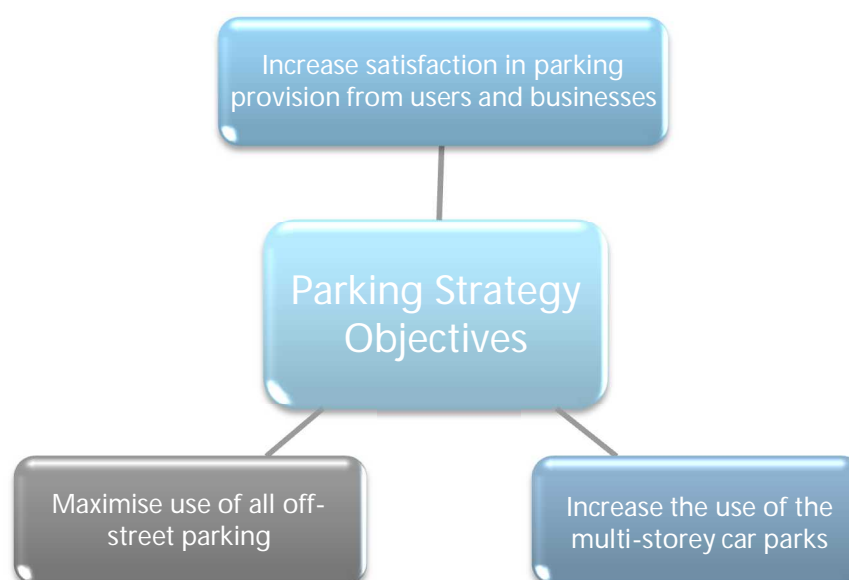 Increase satisfaction in parking
provision from users and businesses
Parking Strategy
Objectives
Maximise use of all off-
street parking
Increase the use of the
multi-storey car parks